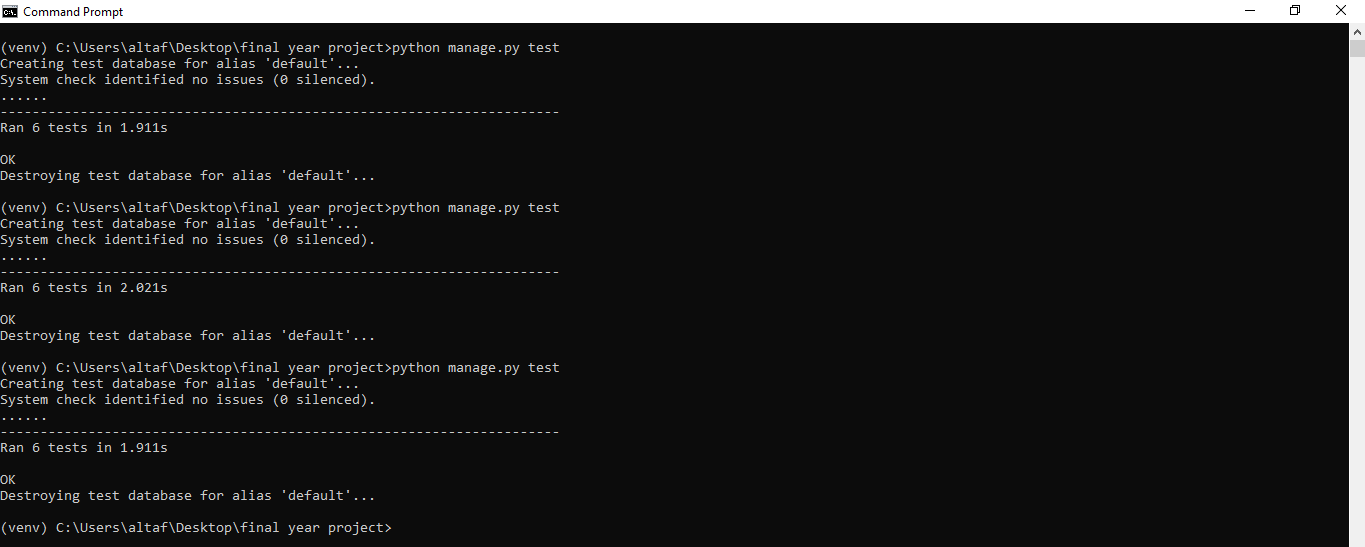 Command Prompt
(venv) C:\Users\altaf\Desktop\final year project>python manage.py test
Creating test database for alias 'default'...
System check identified no issues (0 silenced).
......
----------------------------------------------------------------------
Ran 6 tests in 1.911s
OK
Destroying test database for alias 'default'...
(venv) C:\Users\altaf\Desktop\final year project>python manage.py test
Creating test database for alias 'default'...
System check identified no issues (0 silenced).
......
----------------------------------------------------------------------
Ran 6 tests in 2.021s
OK
Destroying test database for alias 'default'...
(venv) C:\Users\altaf\Desktop\final year project>python manage.py test
Creating test database for alias 'default'...
System check identified no issues (0 silenced).
......
----------------------------------------------------------------------
Ran 6 tests in 1.911s
OK
Destroying test database for alias 'default'...
(venv) C:\Users\altaf\Desktop\final year project>